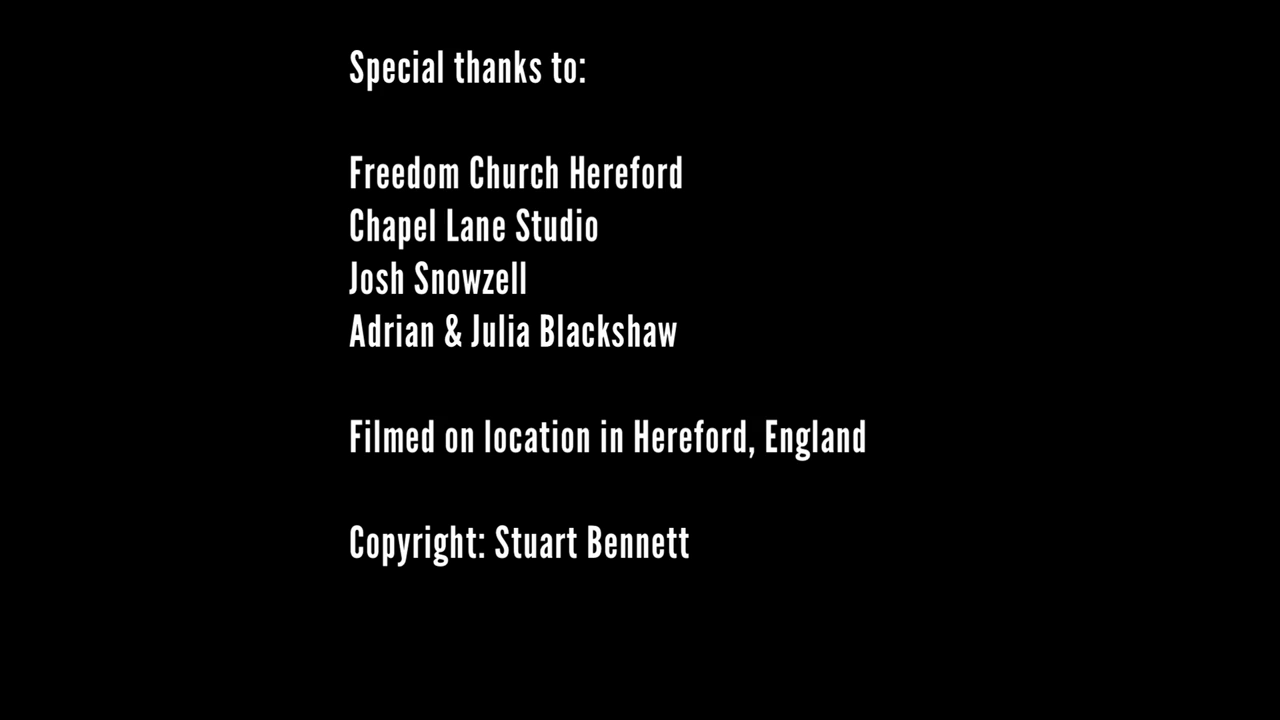 Special thanks to:
Freedom Church Hereford
Chapel Lane Studio
Josh Snowzell
Adrian & Julia Blackshaw
Filmed on location in Hereford, England
Copyright: Stuart Bennett